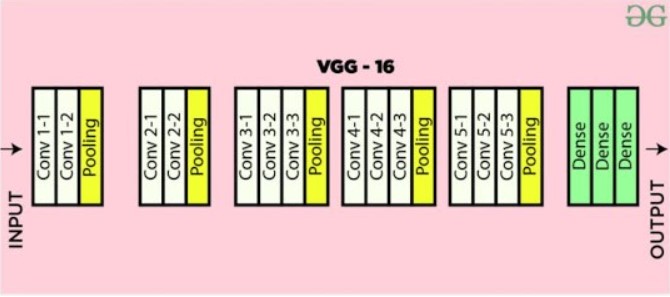 VGG - 16
INPUT
Conv 1-1
Conv 1-2
Pooling
Conv 2-1
Conv 2-2
Pooling
Conv 3-1
Conv 3-2
Conv 3-3
Pooling
Conv 4-1
Conv 4-2
Conv 4-3
Pooling
Conv 5-1
Conv 5-2
Conv 5-3
Pooling
Dense
Dense
Dense
OUTPUT